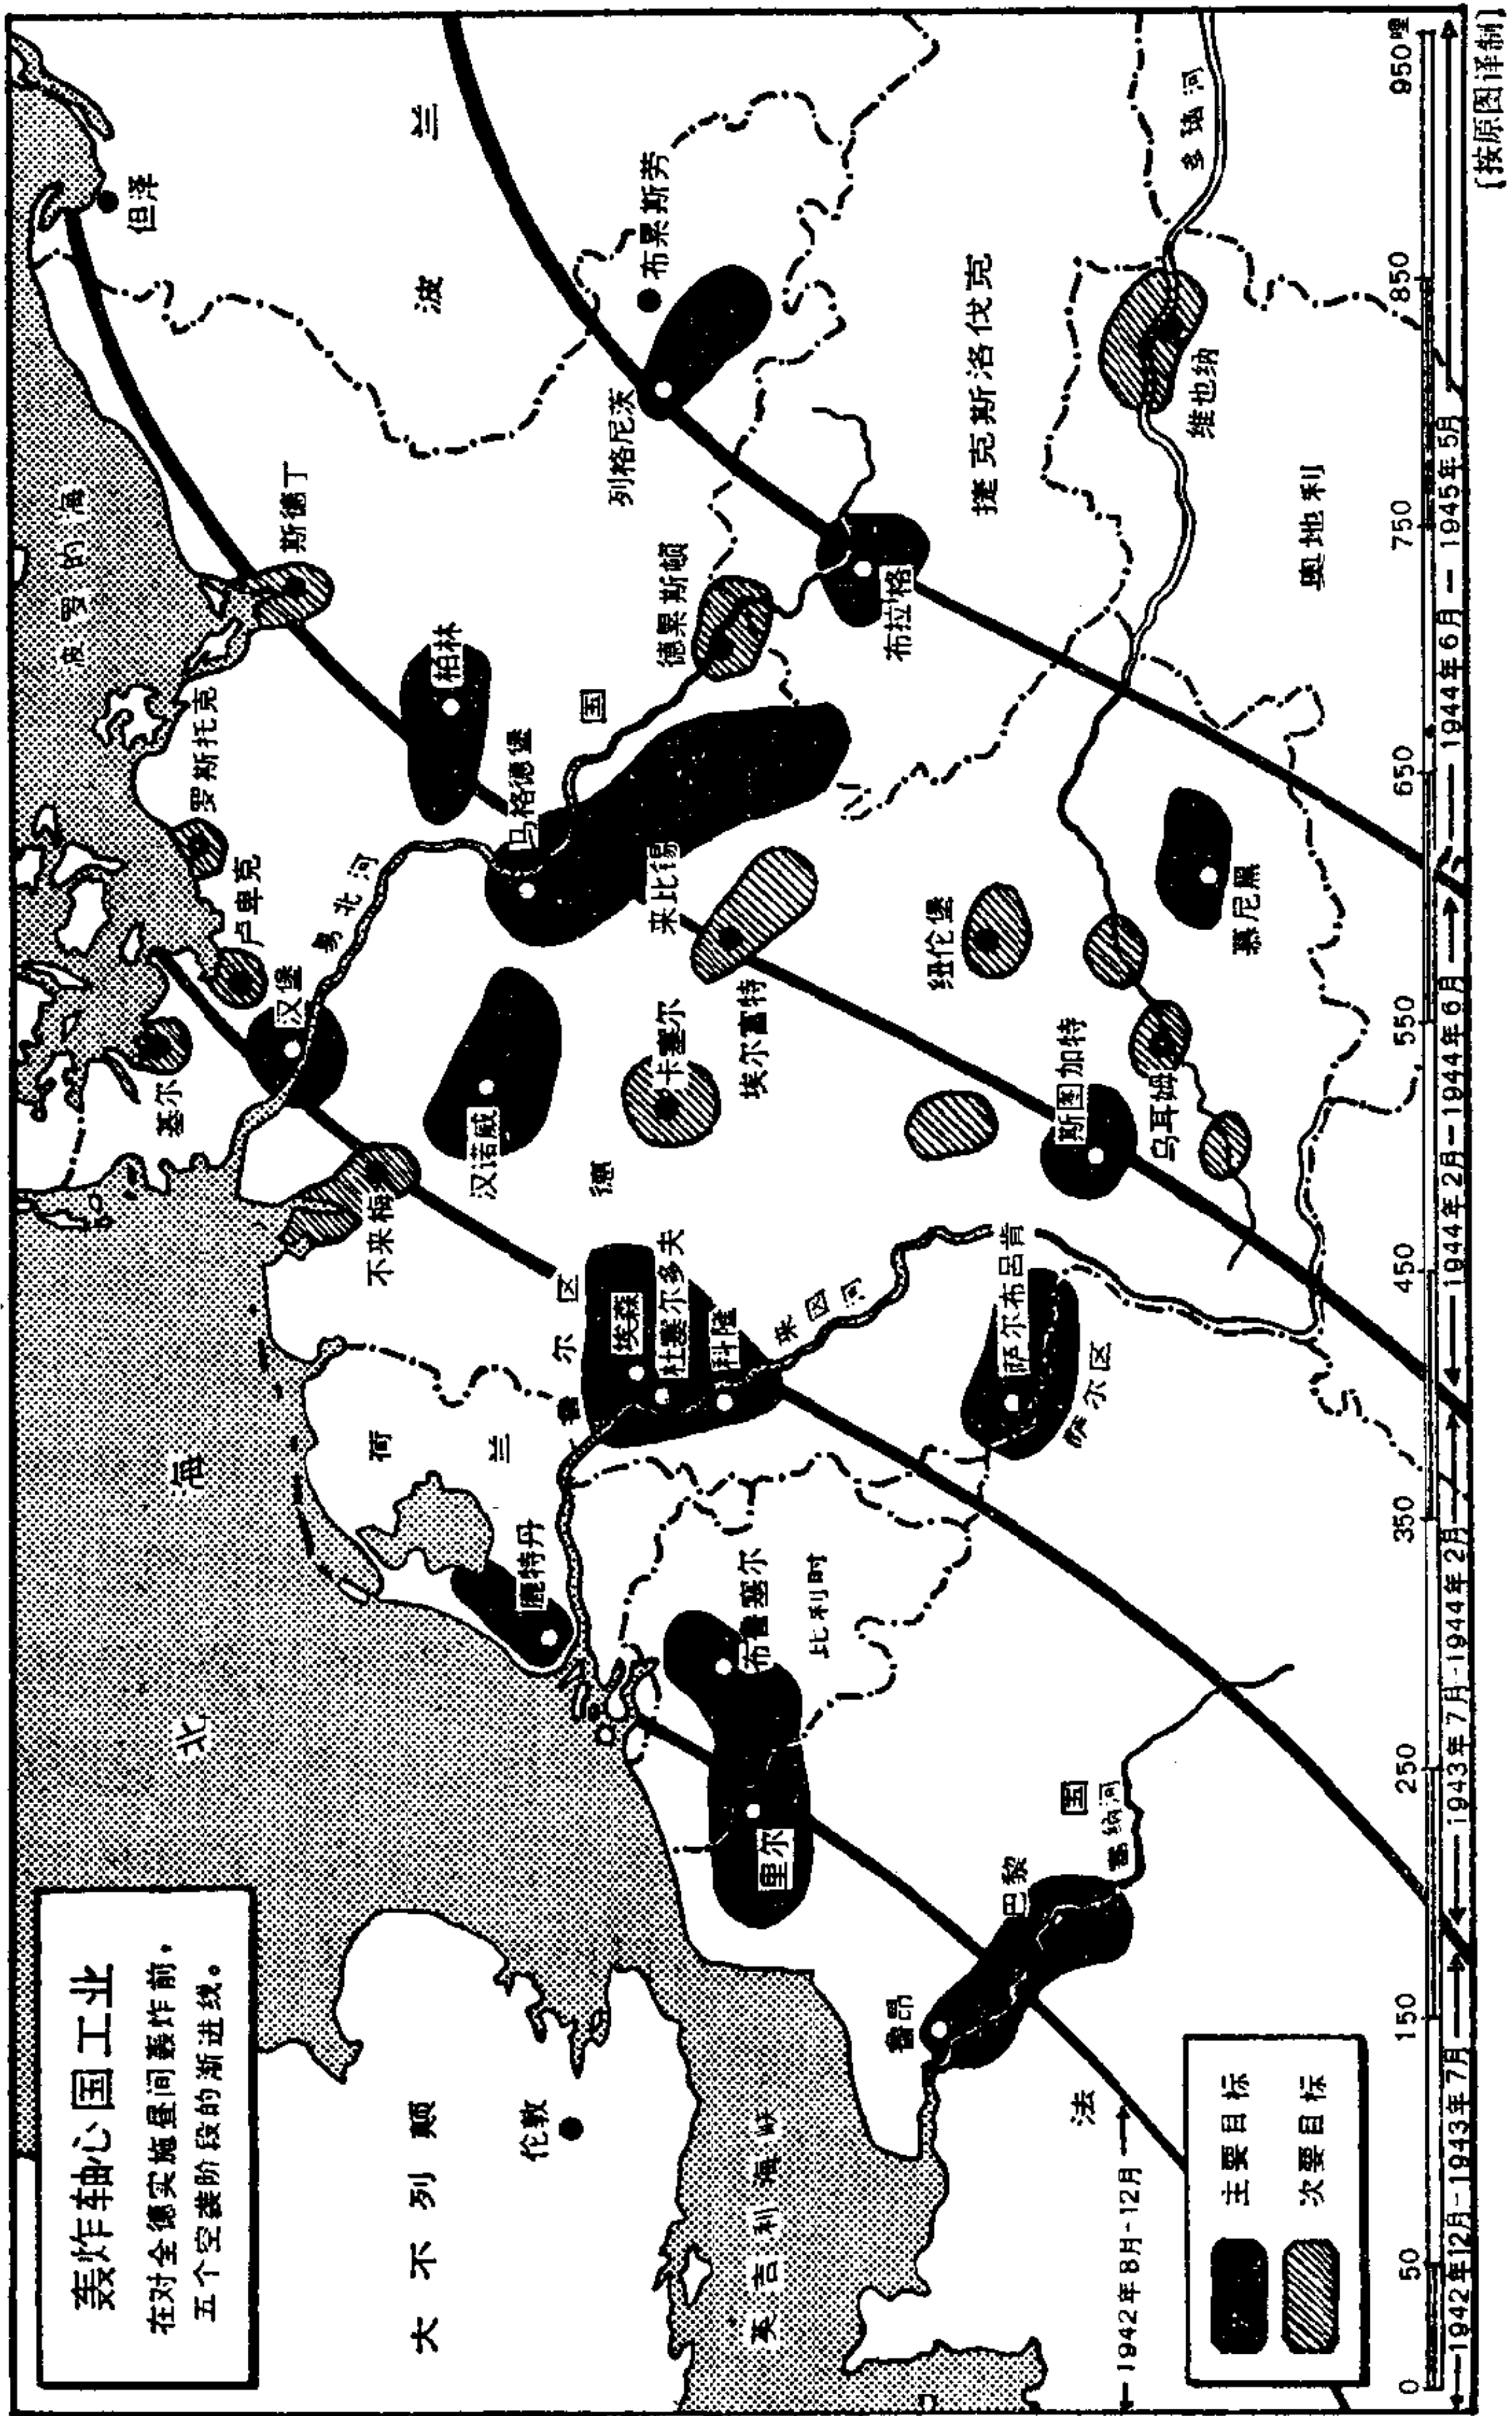 轰炸轴心国工业
在对全德实施昼间轰炸前，
五个空袭阶段的渐进线。
大不列颠
伦敦
英吉利海峡
北海
波罗的海
荷兰
鹿特丹
比利时
布鲁塞尔
里尔
法国
鲁昂
巴黎
塞纳河
鲁尔区
埃森
杜塞尔多夫
科隆
莱因河
萨尔布吕肯
萨尔区
德国
不来梅
基尔
汉堡
卢卑克
罗斯托克
易北河
汉诺威
卡塞尔
埃尔富特
来比锡
马格德堡
柏林
斯德丁
但泽
波兰
布累斯劳
列格尼茨
德累斯顿
布拉格
捷克斯洛伐克
纽伦堡
斯图加特
乌耳姆
慕尼黑
奥地利
维也纳
多瑙河
主要目标
次要目标
1942年8月-12月
0 50 150 250 350 450 550 650 750 850 950哩
1942年12月-1943年7月
1943年7月-1944年2月
1944年2月-1944年6月
1944年6月-1945年5月
[按原图译制]